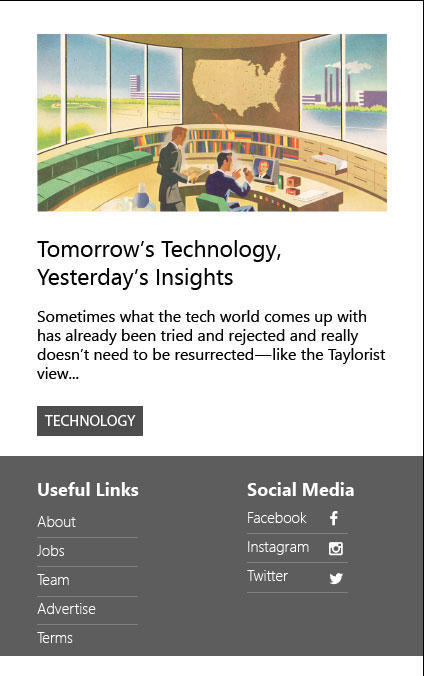 Tomorrow’s Technology,
Yesterday’s Insights
Sometimes what the tech world comes up with
has already been tried and rejected and really
doesn’t need to be resurrected—like the Taylorist
view...
TECHNOLOGY
Useful Links
About
Jobs
Team
Advertise
Terms
Social Media
Facebook
Instagram
Twitter